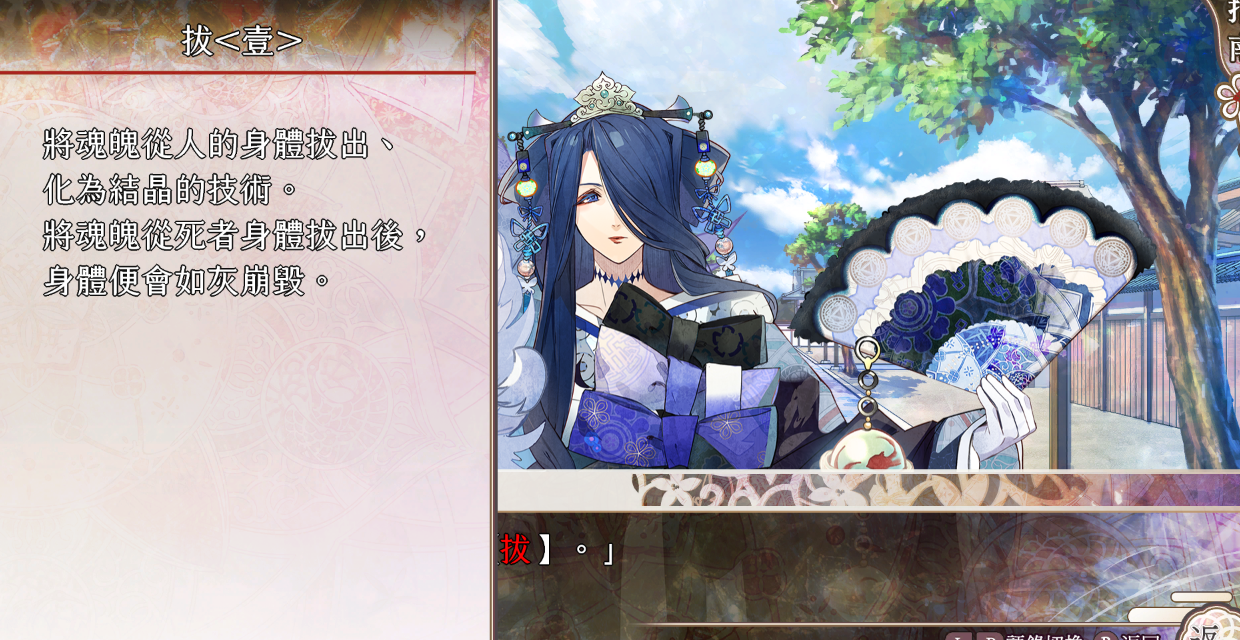 拔<壹>
將魂魄從人的身體拔出、
化為結晶的技術。
將魂魄從死者身體拔出後，
身體便會如灰崩毀。
拔】。」